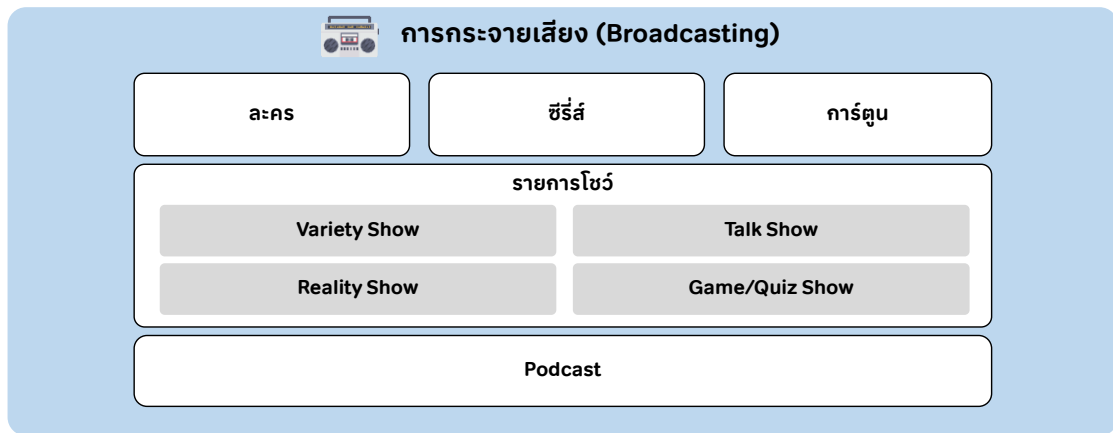 การกระจายเสียง (Broadcasting)
ละคร
ซีรี่ส์
การ์ตูน
รายการโชว์
Variety Show
Talk Show
Reality Show
Game/Quiz Show
Podcast